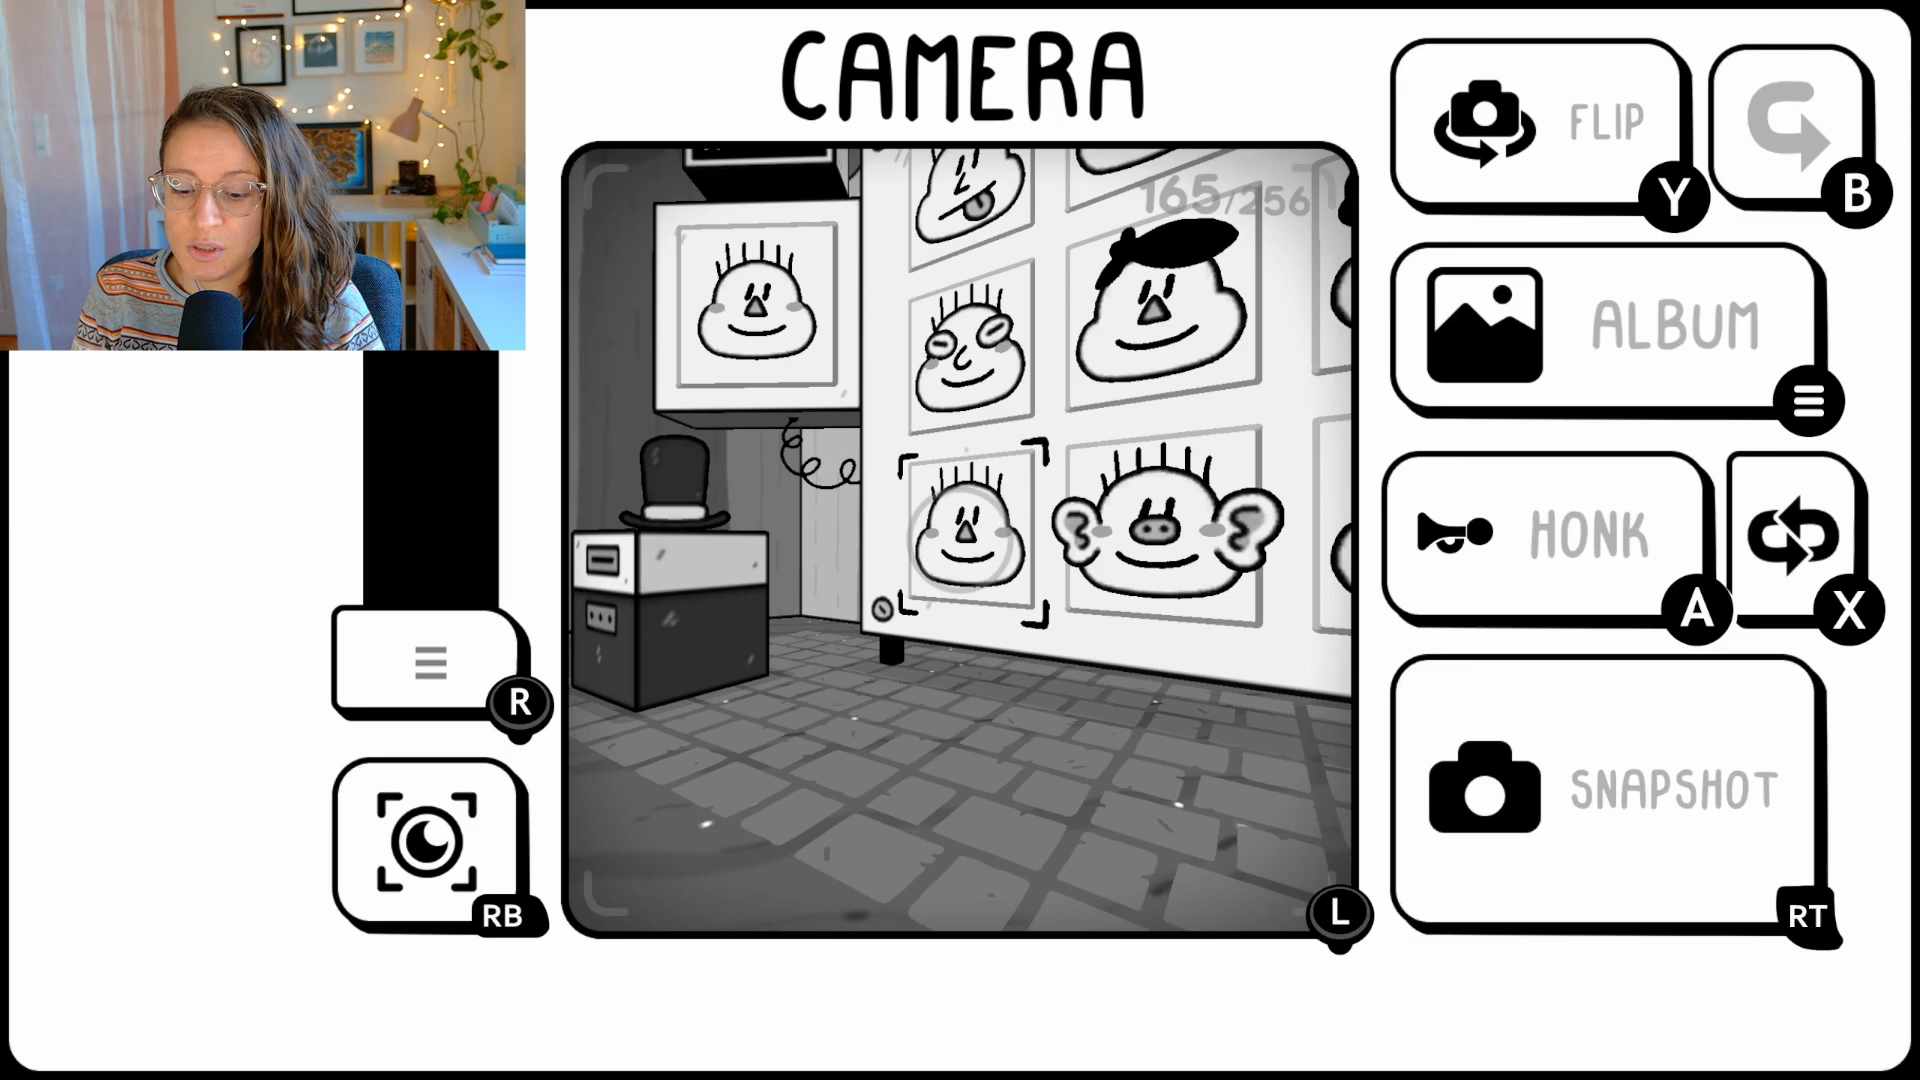 CAMERA
165/256
FLIP
Y
B
ALBUM
HONK
A
X
R
RB
SNAPSHOT
L
RT